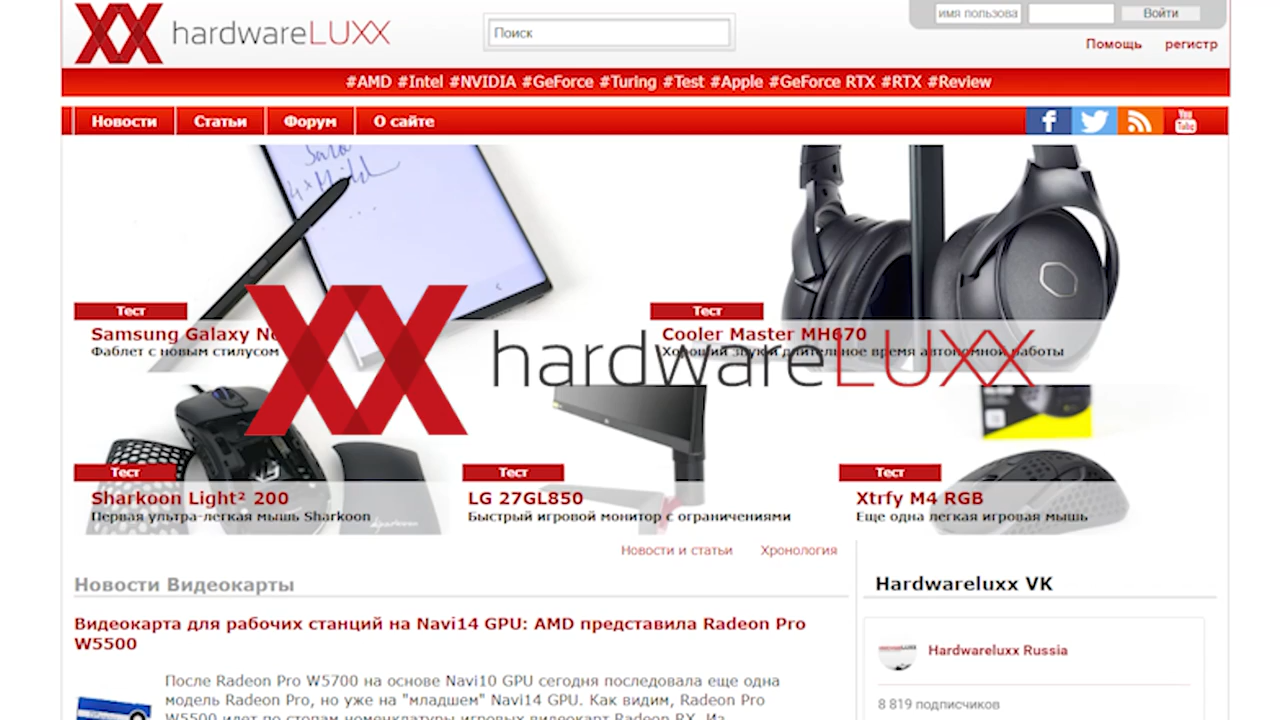 hardwareLUXX
Поиск
имя пользова
Войти
Помощь
регистр
#AMD #Intel #NVIDIA #GeForce #Turing #Test #Apple #GeForce RTX #RTX #Review
Новости
Статьи
Форум
О сайте
You
Tube
Тест
Samsung Galaxy
Фаблет с новым стилусом
Тест
Cooler Master MH670
Хороший звук и длительное время автономной работы
hardwareLUXX
Тест
Sharkoon Light² 200
Первая ультра-легкая мышь Sharkoon
Тест
LG 27GL850
Быстрый игровой монитор с ограничениями
Тест
Xtrfy M4 RGB
Еще одна легкая игровая мышь
Новости и статьи
Хронология
Новости Видеокарты
Видеокарта для рабочих станций на Navi14 GPU: AMD представила Radeon Pro
W5500
После Radeon Pro W5700 на основе Navi10 GPU сегодня последовала еще одна
модель Radeon Pro, но уже на "младшем" Navi14 GPU. Как видим, Radeon Pro
W5500 идет по стопам номенклатуры игровых видеокарт Radeon RX. Из
Hardwareluxx VK
Hardwareluxx Russia
8 819 подписчиков